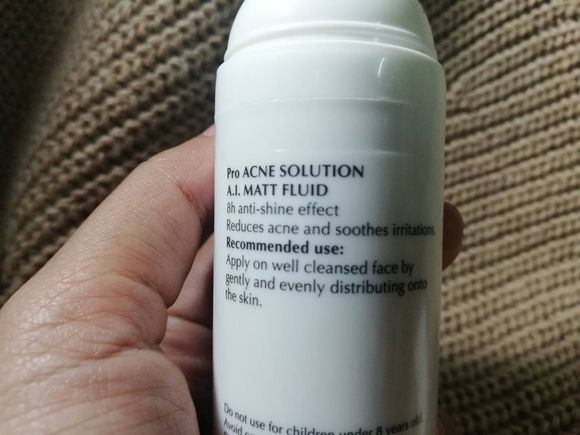 Pro ACNE SOLUTION
A.I. MATT FLUID
8h anti-shine effect
Reduces acne and soothes irritations.
Recommended use:
Apply on well cleansed face by
gently and evenly distributing onto
the skin.
Do not use for children under 8 years old.
Avoid